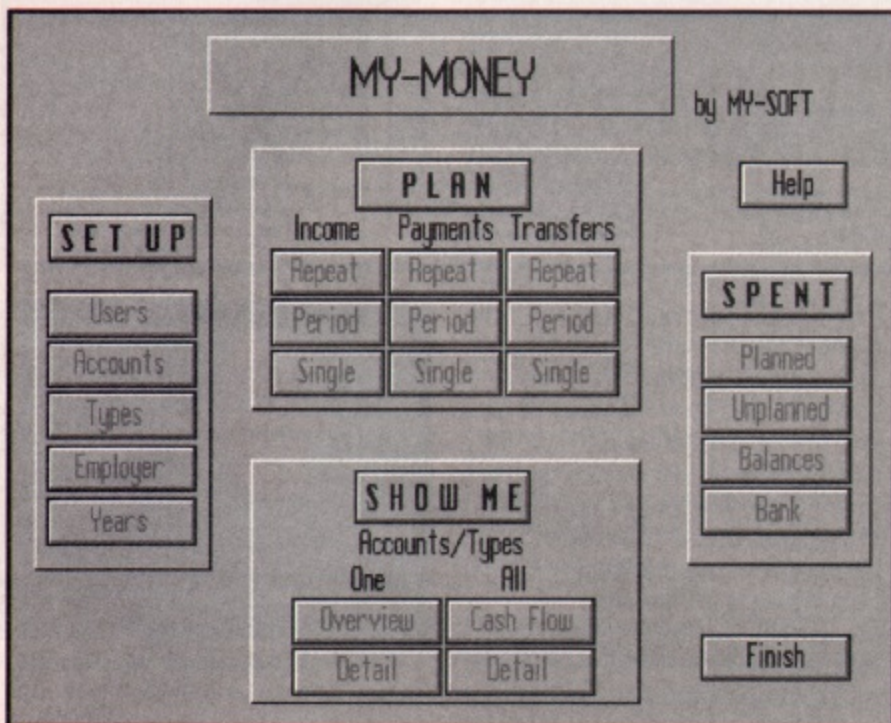 MY-MONEY
by MY-SOFT
Help
SET UP
Users
Accounts
Types
Employer
Years
PLAN
Income Payments Transfers
Repeat Repeat Repeat
Period Period Period
Single Single Single
SHOW ME
Accounts/Types
One All
Overview Cash Flow
Detail Detail
SPENT
Planned
Unplanned
Balances
Bank
Finish